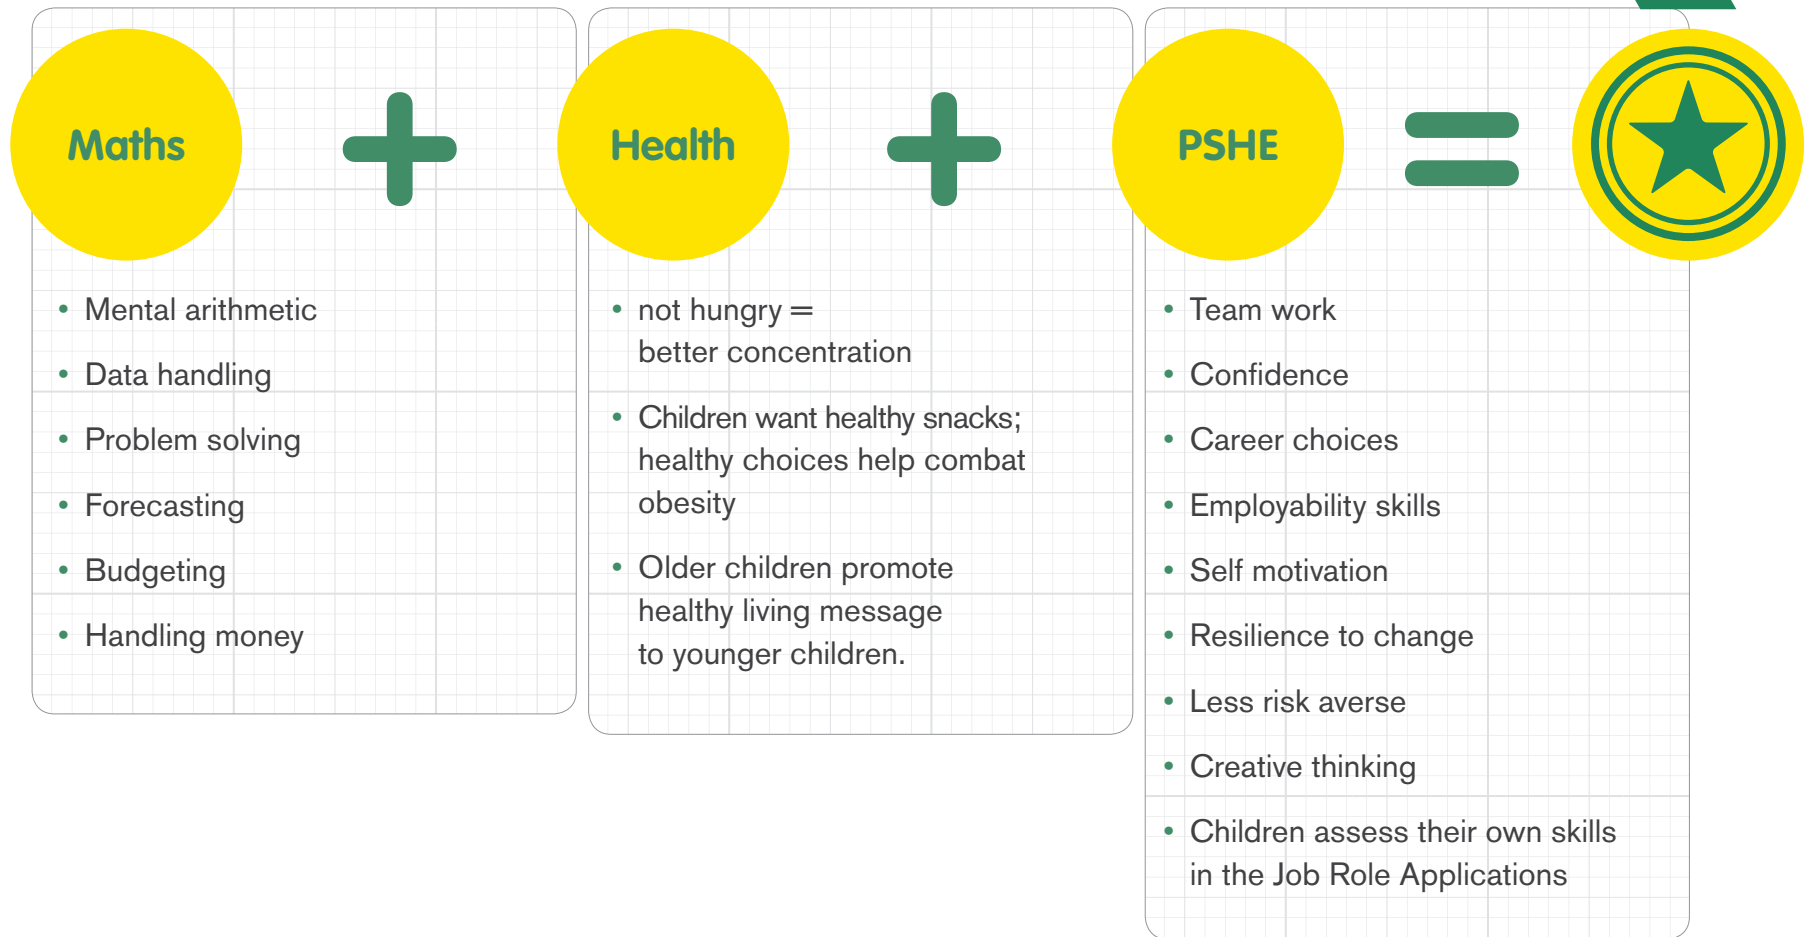 Maths
• Mental arithmetic
• Data handling
• Problem solving
• Forecasting
• Budgeting
• Handling money
Health
• not hungry =
better concentration
• Children want healthy snacks;
healthy choices help combat
obesity
• Older children promote
healthy living message
to younger children.
PSHE
• Team work
• Confidence
• Career choices
• Employability skills
• Self motivation
• Resilience to change
• Less risk averse
• Creative thinking
• Children assess their own skills
in the Job Role Applications